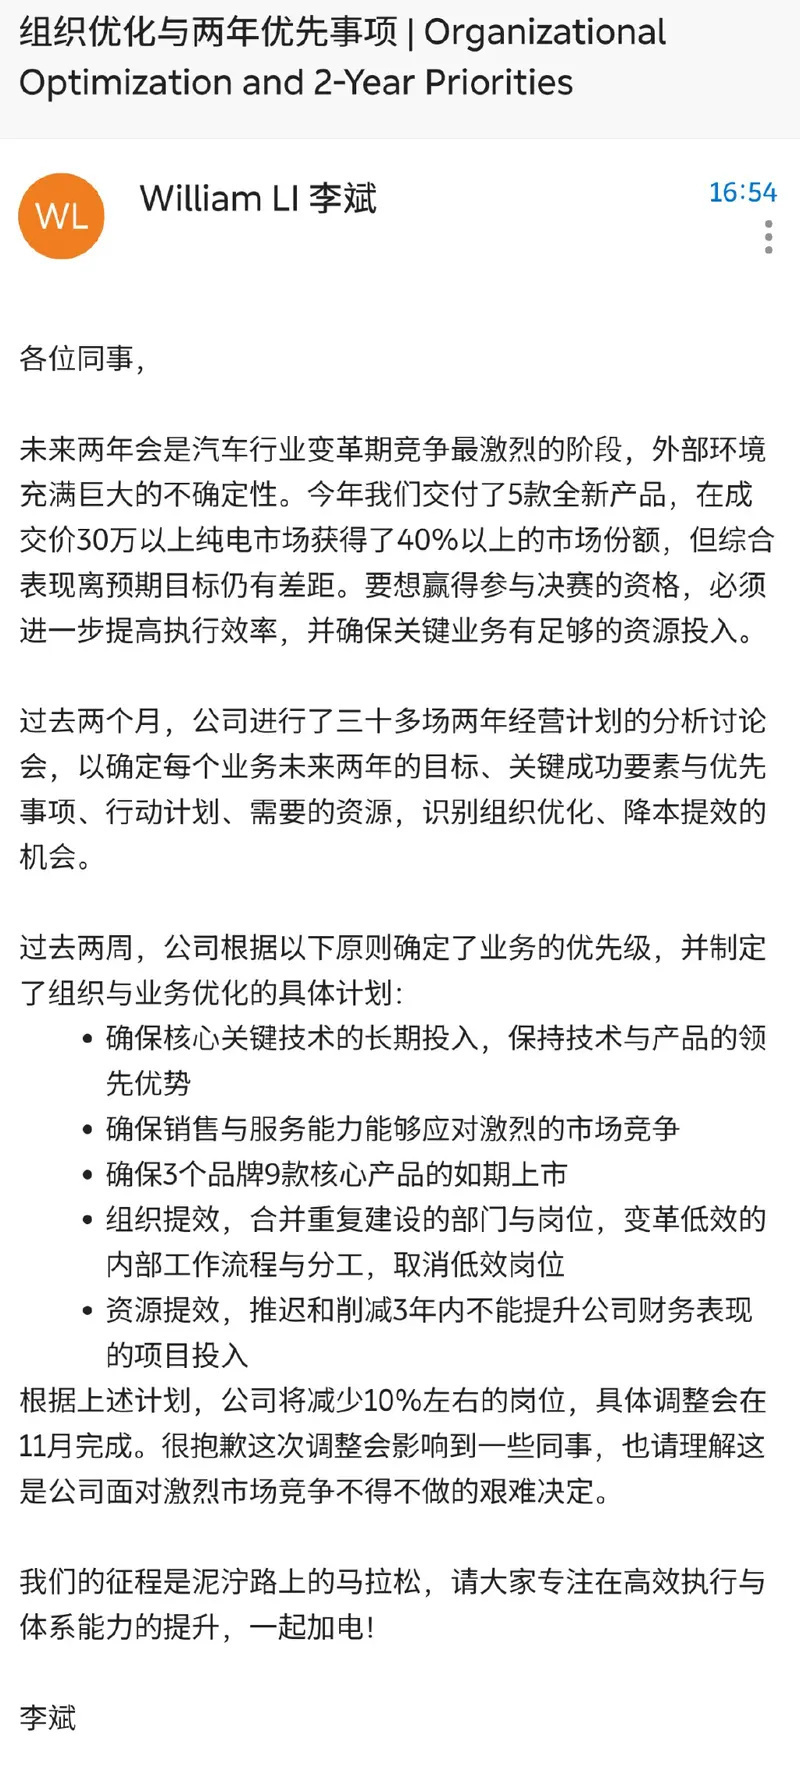 组织优化与两年优先事项 | Organizational
Optimization and 2-Year Priorities
WL
William LI 李斌
16:54
各位同事，
未来两年会是汽车行业变革期竞争最激烈的阶段，外部环境
充满巨大的不确定性。今年我们交付了5款全新产品，在成
交价30万以上纯电市场获得了40%以上的市场份额，但综合
表现离预期目标仍有差距。要想赢得参与决赛的资格，必须
进一步提高执行效率，并确保关键业务有足够的资源投入。
过去两个月，公司进行了三十多场两年经营计划的分析讨论
会，以确定每个业务未来两年的目标、关键成功要素与优先
事项、行动计划、需要的资源，识别组织优化、降本提效的
机会。
过去两周，公司根据以下原则确定了业务的优先级，并制定
了组织与业务优化的具体计划：
• 确保核心关键技术的长期投入，保持技术与产品的领
先优势
• 确保销售与服务能力能够应对激烈的市场竞争
• 确保3个品牌9款核心产品的如期上市
• 组织提效，合并重复建设的部门与岗位，变革低效的
内部工作流程与分工，取消低效岗位
• 资源提效，推迟和削减3年内不能提升公司财务表现
的项目投入
根据上述计划，公司将减少10%左右的岗位，具体调整会在
11月完成。很抱歉这次调整会影响到一些同事，也请理解这
是公司面对激烈市场竞争不得不做的艰难决定。
我们的征程是泥泞路上的马拉松，请大家专注在高效执行与
体系能力的提升，一起加电！
李斌